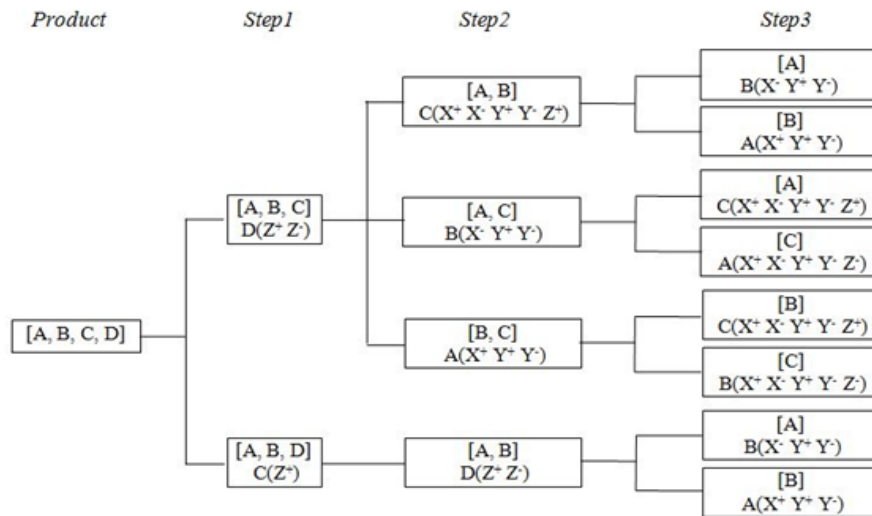 Product Step1 Step2 Step3
[A]
B(X⁻ Y⁺ Y⁻)
[A, B]
C(X⁺ X⁻ Y⁺ Y⁻ Z⁺)
[B]
A(X⁺ Y⁺ Y⁻)
[A, B, C]
D(Z⁺ Z⁻)
[A, C]
B(X⁻ Y⁺ Y⁻)
[A]
C(X⁺ X⁻ Y⁺ Y⁻ Z⁺)
[C]
A(X⁺ X⁻ Y⁺ Y⁻ Z⁻)
[A, B, C, D]
[B, C]
A(X⁺ Y⁺ Y⁻)
[B]
C(X⁺ X⁻ Y⁺ Y⁻ Z⁺)
[C]
B(X⁺ X⁻ Y⁺ Y⁻ Z⁻)
[A, B, D]
C(Z⁺)
[A, B]
D(Z⁺ Z⁻)
[A]
B(X⁻ Y⁺ Y⁻)
[B]
A(X⁺ Y⁺ Y⁻)